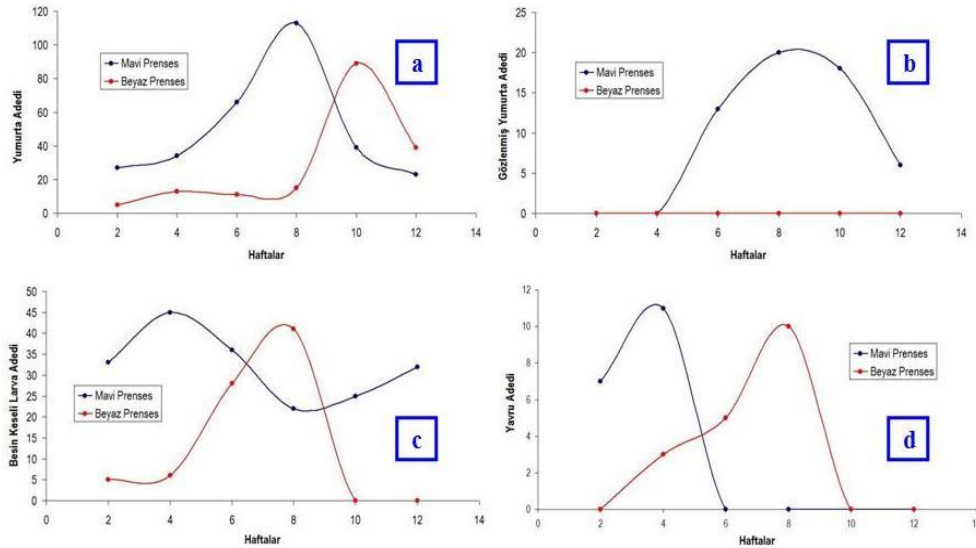 Yumurta Adedi
120
100
80
60
40
20
0
0 2 4 6 8 10 12 14
Haftalar
Mavi Prenses
Beyaz Prenses
a
Gözlenmiş Yumurta Adedi
25
20
15
10
5
0
0 2 4 6 8 10 12 14
Haftalar
Mavi Prenses
Beyaz Prenses
b
Besin Keseli Larva Adedi
50
45
40
35
30
25
20
15
10
5
0
0 2 4 6 8 10 12 14
Haftalar
Mavi Prenses
Beyaz Prenses
c
Yavru Adedi
12
10
8
6
4
2
0
0 2 4 6 8 10 12 14
Haftalar
Mavi Prenses
Beyaz Prenses
d